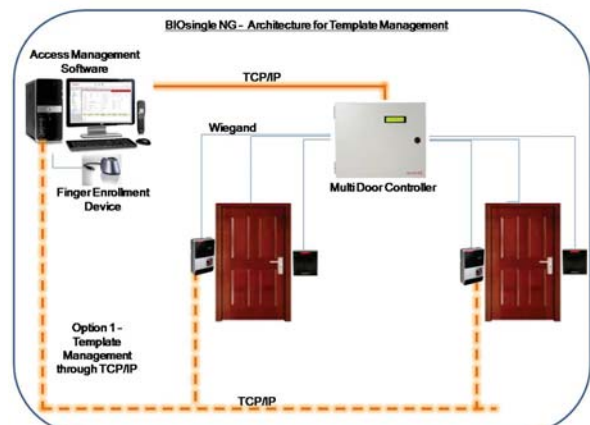 BIOsingle NG – Architecture for Template Management
Access Management
Software
TCP/IP
Wiegand
Finger Enrollment
Device
Multi Door Controller
Option 1 –
Template
Management
through TCP/IP
TCP/IP